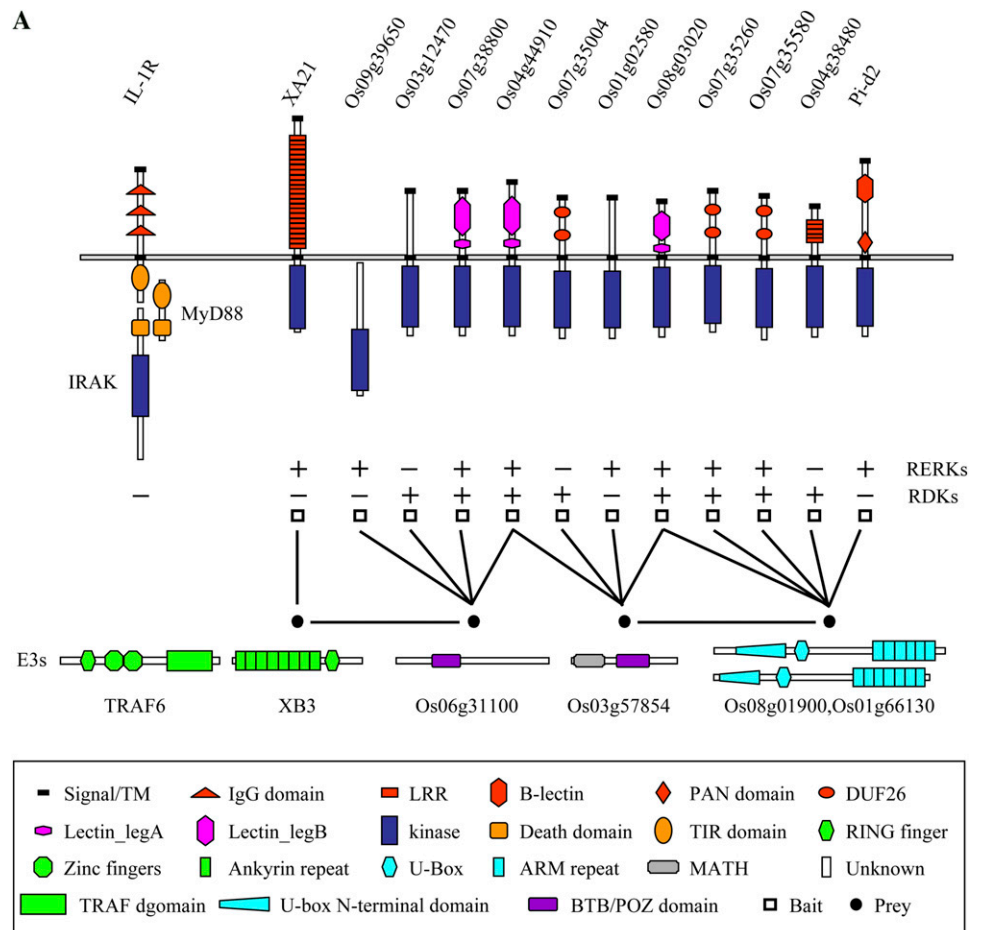 A
IL-1R
XA21
Os09g39650
Os03g12470
Os07g38800
Os04g44910
Os07g35004
Os01g02580
Os08g03020
Os07g35260
Os07g35580
Os04g38480
Pi-d2
MyD88
IRAK
+ + − + + − + + + + − + RERKs
− − − + + + + − + + + + − RDKs
E3s
TRAF6 XB3 Os06g31100 Os03g57854 Os08g01900,Os01g66130
Signal/TM IgG domain LRR B-lectin PAN domain DUF26
Lectin_legA Lectin_legB kinase Death domain TIR domain RING finger
Zinc fingers Ankyrin repeat U-Box ARM repeat MATH Unknown
TRAF dgomain U-box N-terminal domain BTB/POZ domain Bait Prey